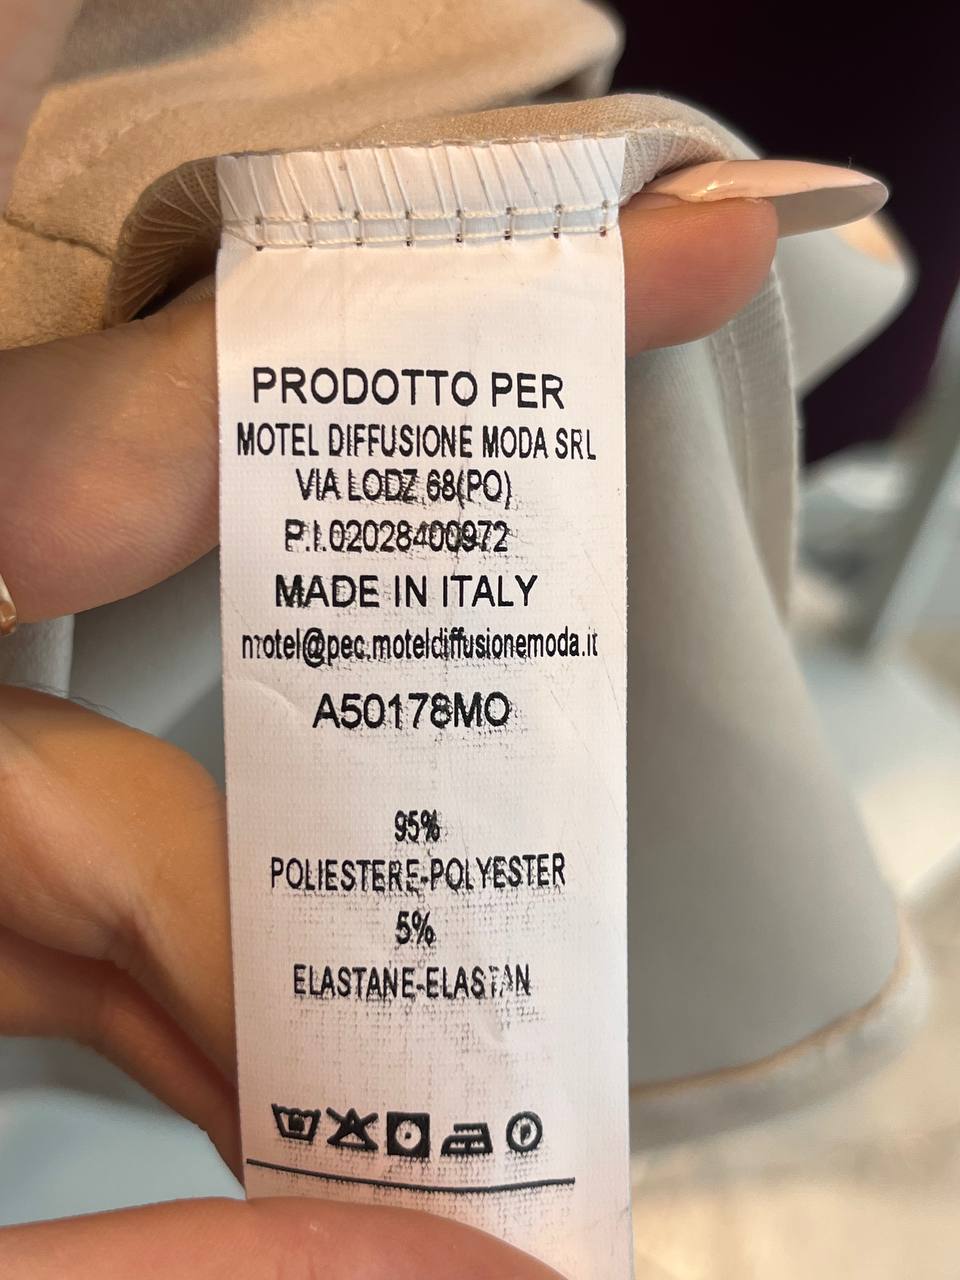 PRODOTTO PER
MOTEL DIFFUSIONE MODA SRL
VIA LODZ 68(PO)
P.I.02028400972
MADE IN ITALY
motel@pec.moteldiffusionemoda.it
A50178MO
95%
POLIESTERE-POLYESTER
5%
ELASTANE-ELASTAN